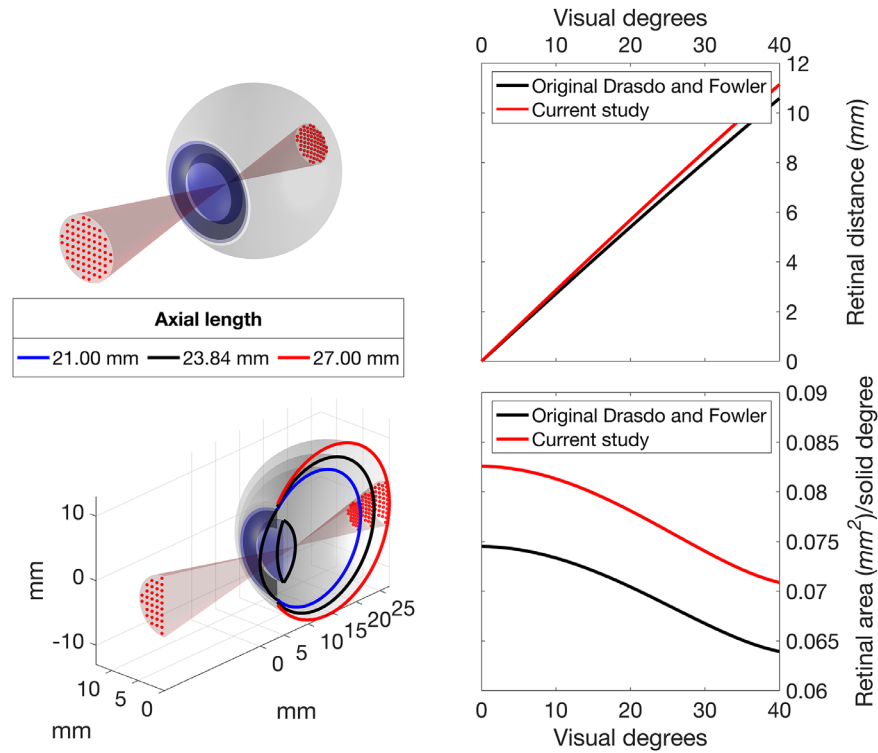 Visual degrees
0 10 20 30 40
Original Drasdo and Fowler
Current study
12
10
8
6
4
2
0
Retinal distance (mm)
Axial length
21.00 mm 23.84 mm 27.00 mm
10
0
-10
mm
10
5
0
mm
0
5
10
15
20
25
mm
Original Drasdo and Fowler
Current study
0.09
0.085
0.08
0.075
0.07
0.065
0.06
Retinal area (mm²)/solid degree
0 10 20 30 40
Visual degrees